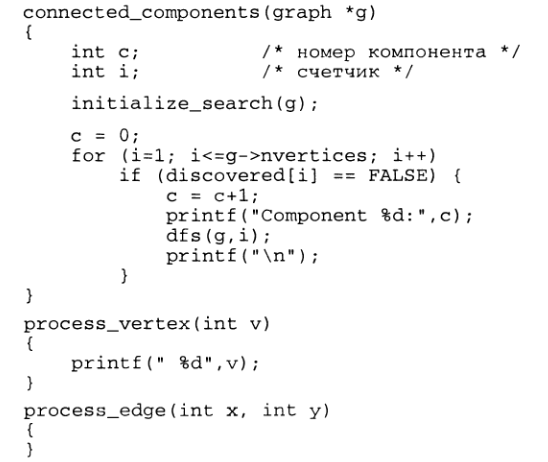 connected_components(graph *g)
{
    int c;              /* номер компонента */
    int i;              /* счетчик */
    initialize_search(g);
    c = 0;
    for (i=1; i<=g->nvertices; i++)
        if (discovered[i] == FALSE) {
            c = c+1;
            printf("Component %d:",c);
            dfs(g,i);
            printf("\n");
        }
}
process_vertex(int v)
{
    printf(" %d",v);
}
process_edge(int x, int y)
{
}